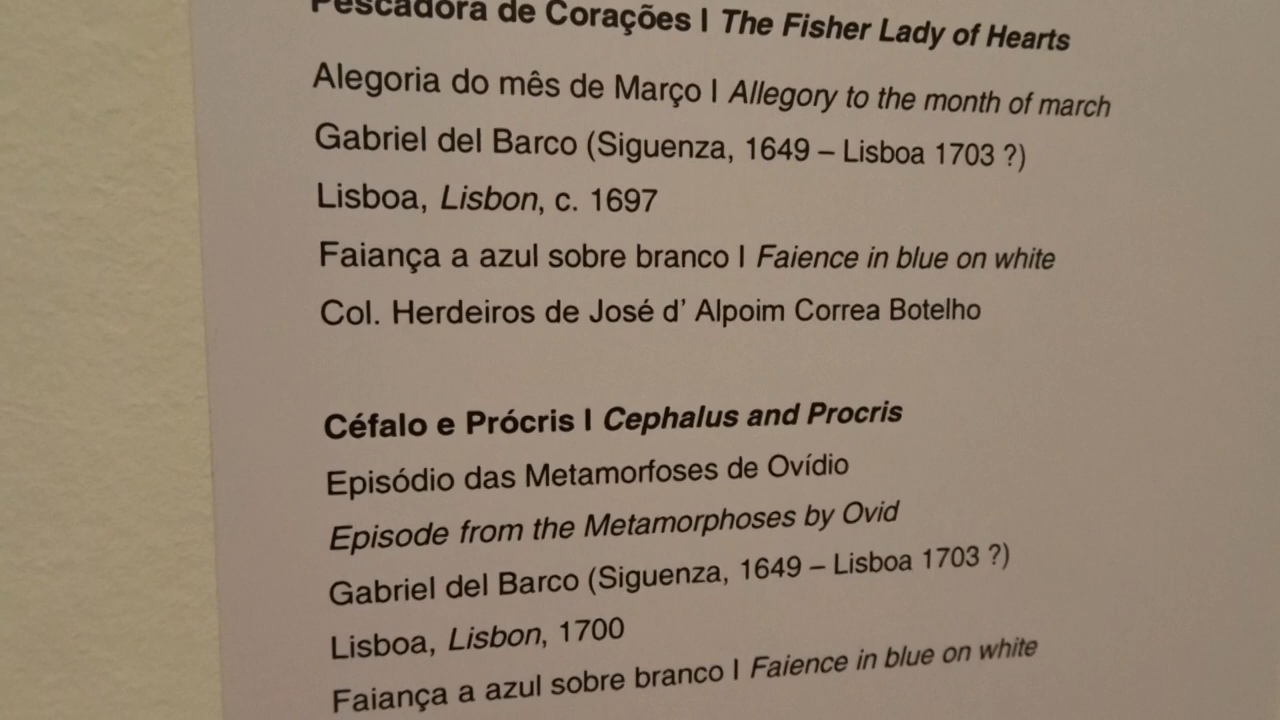 Pescadora de Corações I The Fisher Lady of Hearts
Alegoria do mês de Março I Allegory to the month of march
Gabriel del Barco (Siguenza, 1649 – Lisboa 1703 ?)
Lisboa, Lisbon, c. 1697
Faiança a azul sobre branco I Faience in blue on white
Col. Herdeiros de José d’ Alpoim Correa Botelho
Céfalo e Prócris I Cephalus and Procris
Episódio das Metamorfoses de Ovídio
Episode from the Metamorphoses by Ovid
Gabriel del Barco (Siguenza, 1649 – Lisboa 1703 ?)
Lisboa, Lisbon, 1700
Faiança a azul sobre branco I Faience in blue on white